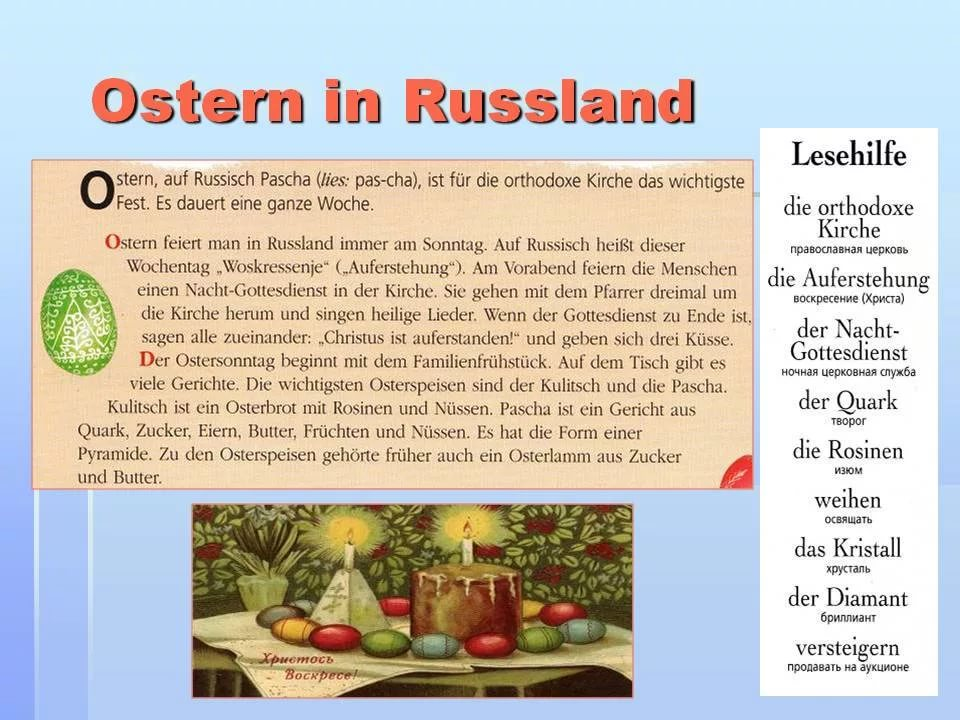 Ostern in Russland
Ostern, auf Russisch Pascha (lies: pas-cha), ist für die orthodoxe Kirche das wichtigste
Fest. Es dauert eine ganze Woche.
Ostern feiert man in Russland immer am Sonntag. Auf Russisch heißt dieser
Wochentag „Woskressenje“ („Auferstehung“). Am Vorabend feiern die Menschen
einen Nacht-Gottesdienst in der Kirche. Sie gehen mit dem Pfarrer dreimal um
die Kirche herum und singen heilige Lieder. Wenn der Gottesdienst zu Ende ist,
sagen alle zueinander: „Christus ist auferstanden!“ und geben sich drei Küsse.
Der Ostersonntag beginnt mit dem Familienfrühstück. Auf dem Tisch gibt es
viele Gerichte. Die wichtigsten Osterspeisen sind der Kulitsch und die Pascha.
Kulitsch ist ein Osterbrot mit Rosinen und Nüssen. Pascha ist ein Gericht aus
Quark, Zucker, Eiern, Butter, Früchten und Nüssen. Es hat die Form einer
Pyramide. Zu den Osterspeisen gehörte früher auch ein Osterlamm aus Zucker
und Butter.
Христосъ
Воскресе!
Lesehilfe
die orthodoxe
Kirche
православная церковь
die Auferstehung
воскресение (Христа)
der Nacht-
Gottesdienst
ночная церковная служба
der Quark
творог
die Rosinen
изюм
weihen
освящать
das Kristall
хрусталь
der Diamant
бриллиант
versteigern
продавать на аукционе